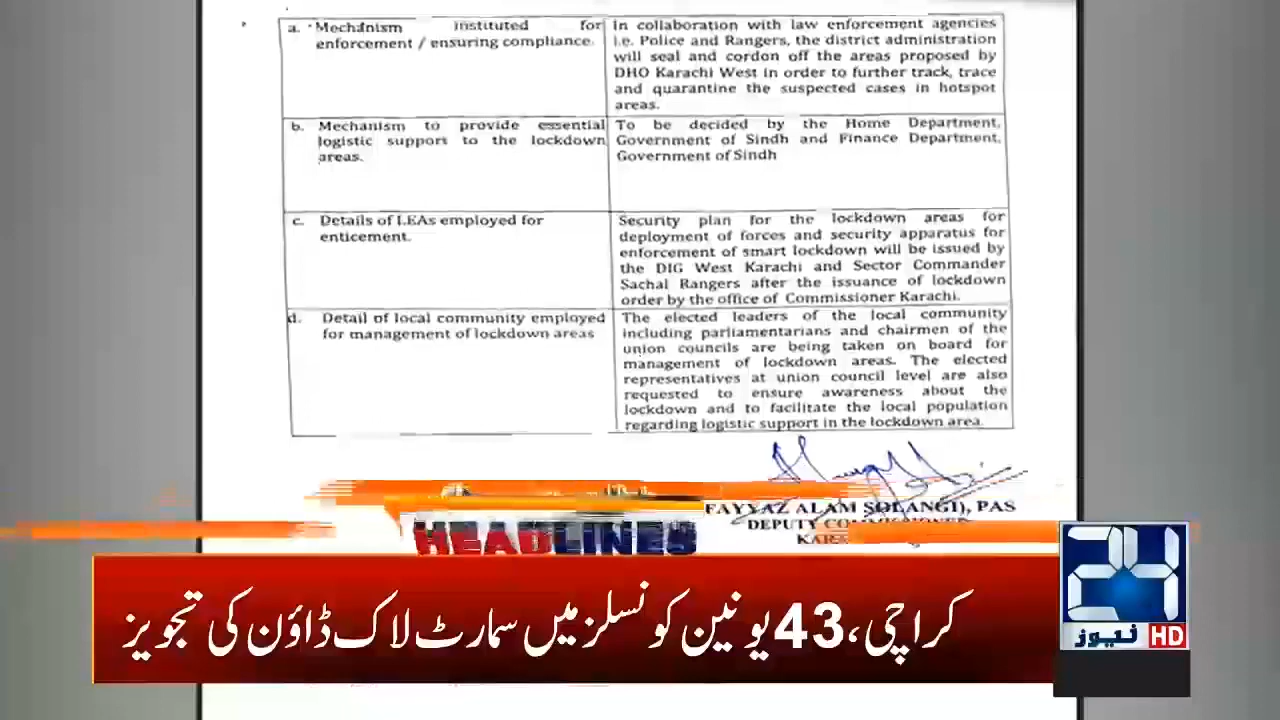 a. Mechanism instituted for
enforcement / ensuring compliance.
In collaboration with law enforcement agencies
i.e. Police and Rangers, the district administration
will seal and cordon off the areas proposed by
DHO Karachi West in order to further track, trace
and quarantine the suspected cases in hotspot
areas.
b. Mechanism to provide essential
logistic support to the lockdown
areas.
To be decided by the Home Department,
Government of Sindh and Finance Department,
Government of Sindh
c. Details of LEAs employed for
enticement.
Security plan for the lockdown areas for
deployment of forces and security apparatus for
enforcement of smart lockdown will be issued by
the DIG West Karachi and Sector Commander
Sachal Rangers after the issuance of lockdown
order by the office of Commissioner Karachi.
d. Detail of local community employed
for management of lockdown areas
The elected leaders of the local community
including parliamentarians and chairmen of the
union councils are being taken on board for
management of lockdown areas. The elected
representatives at union council level are also
requested to ensure awareness about the
lockdown and to facilitate the local population
regarding logistic support in the lockdown area.
FAYYAZ ALAM SOLANGI), PAS
DEPUTY COMMISSIONER
HEADLINES
کراچی، 43 یونین کونسلز میں سمارٹ لاک ڈاؤن کی تجویز
24
نیوز HD